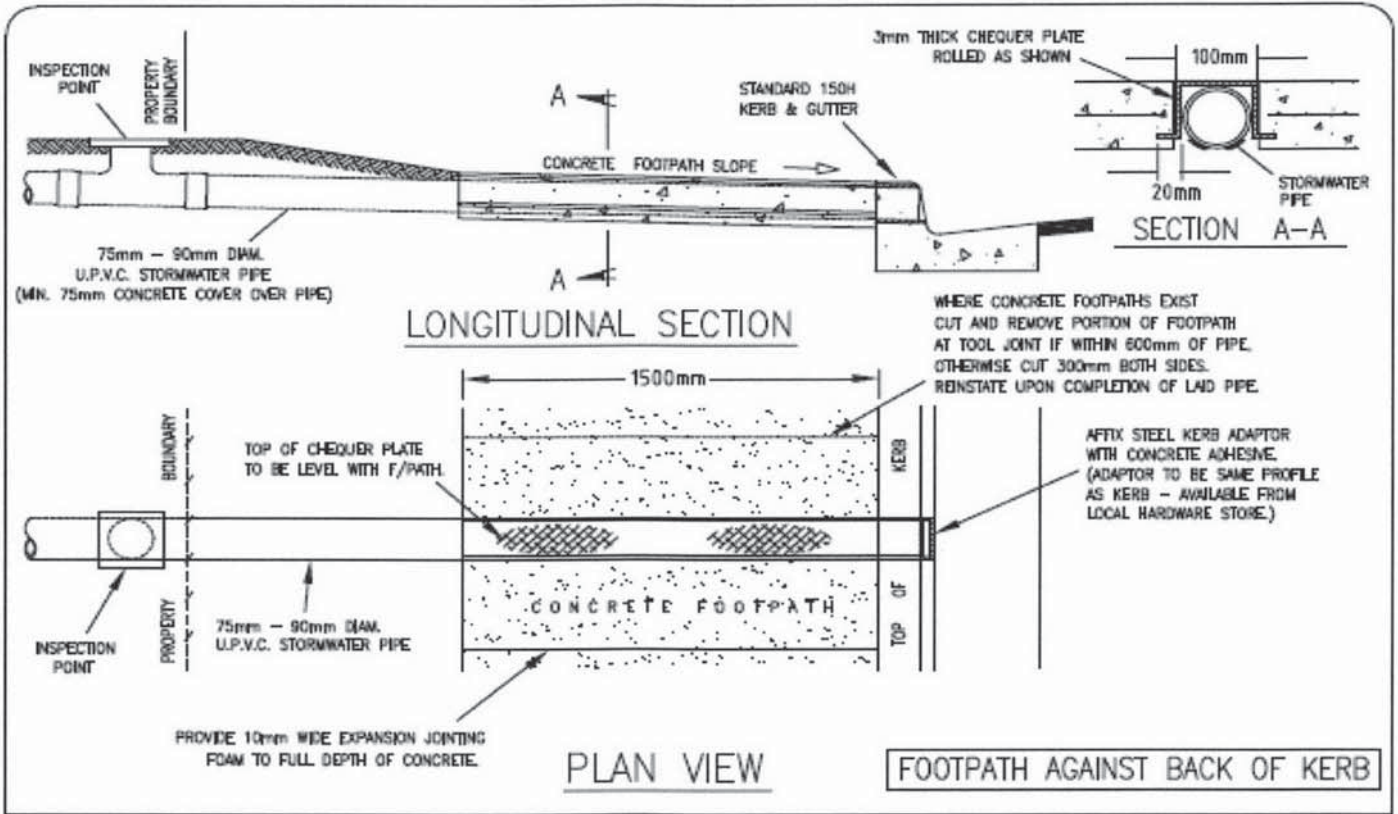 INSPECTION
POINT
PROPERTY
BOUNDARY
A
STANDARD 150H
KERB & GUTTER
3mm THICK CHEQUER PLATE
ROLLED AS SHOWN
100mm
CONCRETE FOOTPATH SLOPE
20mm
STORMWATER
PIPE
SECTION A-A
75mm - 90mm DIAM.
U.P.V.C. STORMWATER PIPE
(MIN. 75mm CONCRETE COVER OVER PIPE)
A
LONGITUDINAL SECTION
WHERE CONCRETE FOOTPATHS EXIST
CUT AND REMOVE PORTION OF FOOTPATH
AT TOOL JOINT IF WITHIN 600mm OF PIPE,
OTHERWISE CUT 300mm BOTH SIDES.
REINSTATE UPON COMPLETION OF LAID PIPE.
1500mm
BOUNDARY
TOP OF CHEQUER PLATE
TO BE LEVEL WITH F/PATH.
KERB
AFFIX STEEL KERB ADAPTOR
WITH CONCRETE ADHESIVE.
(ADAPTOR TO BE SAME PROFILE
AS KERB - AVAILABLE FROM
LOCAL HARDWARE STORE.)
CONCRETE FOOTPATH
TOP OF
PROPERTY
75mm - 90mm DIAM.
U.P.V.C. STORMWATER PIPE
INSPECTION
POINT
PROVIDE 10mm WIDE EXPANSION JOINTING
FOAM TO FULL DEPTH OF CONCRETE.
PLAN VIEW
FOOTPATH AGAINST BACK OF KERB